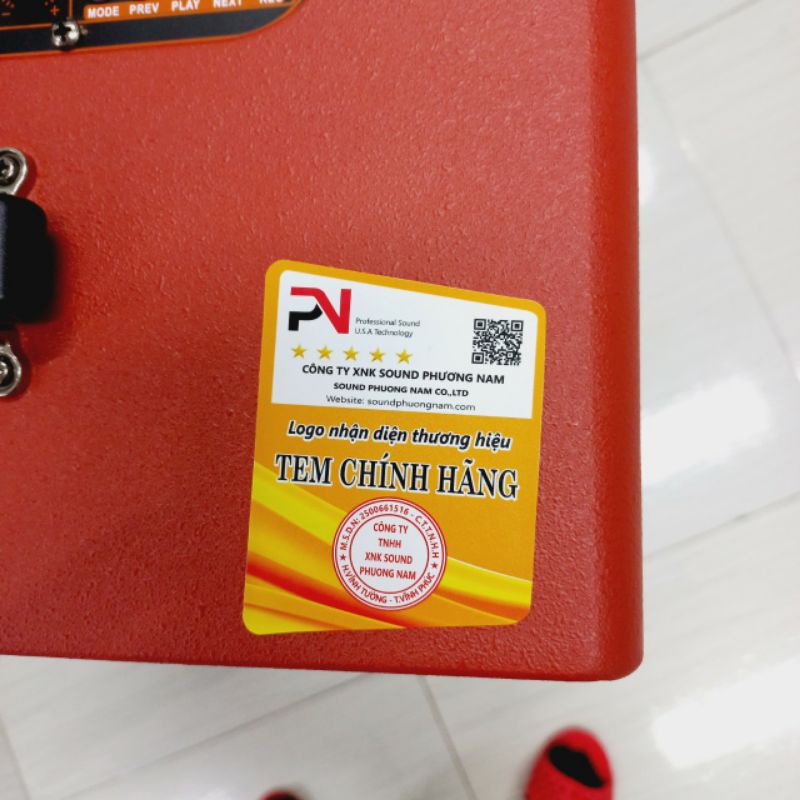 MODE PREV PLAY NEXT REC
PN
Professional Sound
U.S.A Technology
CÔNG TY XNK SOUND PHƯƠNG NAM
SOUND PHUONG NAM CO.,LTD
Website: soundphuongnam.com
Logo nhận diện thương hiệu
TEM CHÍNH HÃNG
M.S.D.N: 2500661516 - C.T.T.N.H.H
CÔNG TY
TNHH
XNK SOUND
PHUONG NAM
H.VĨNH TƯỜNG - T.VĨNH PHÚC